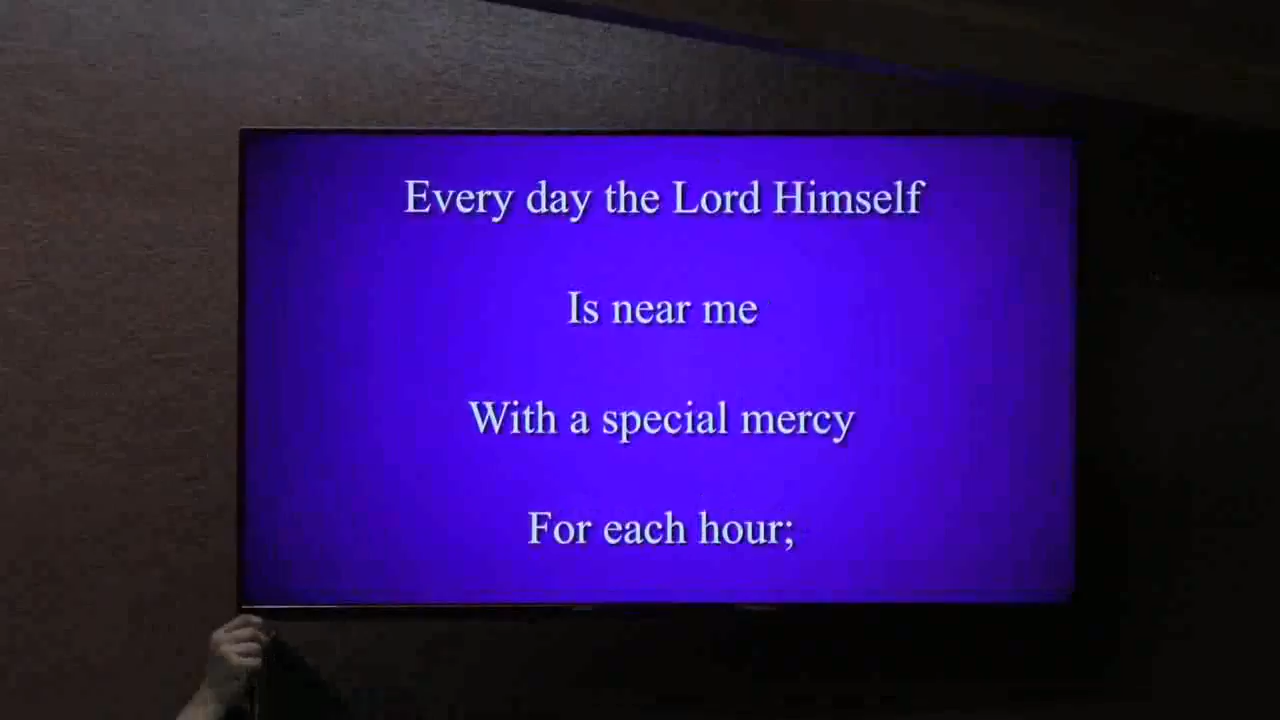 Every day the Lord Himself
Is near me
With a special mercy
For each hour;